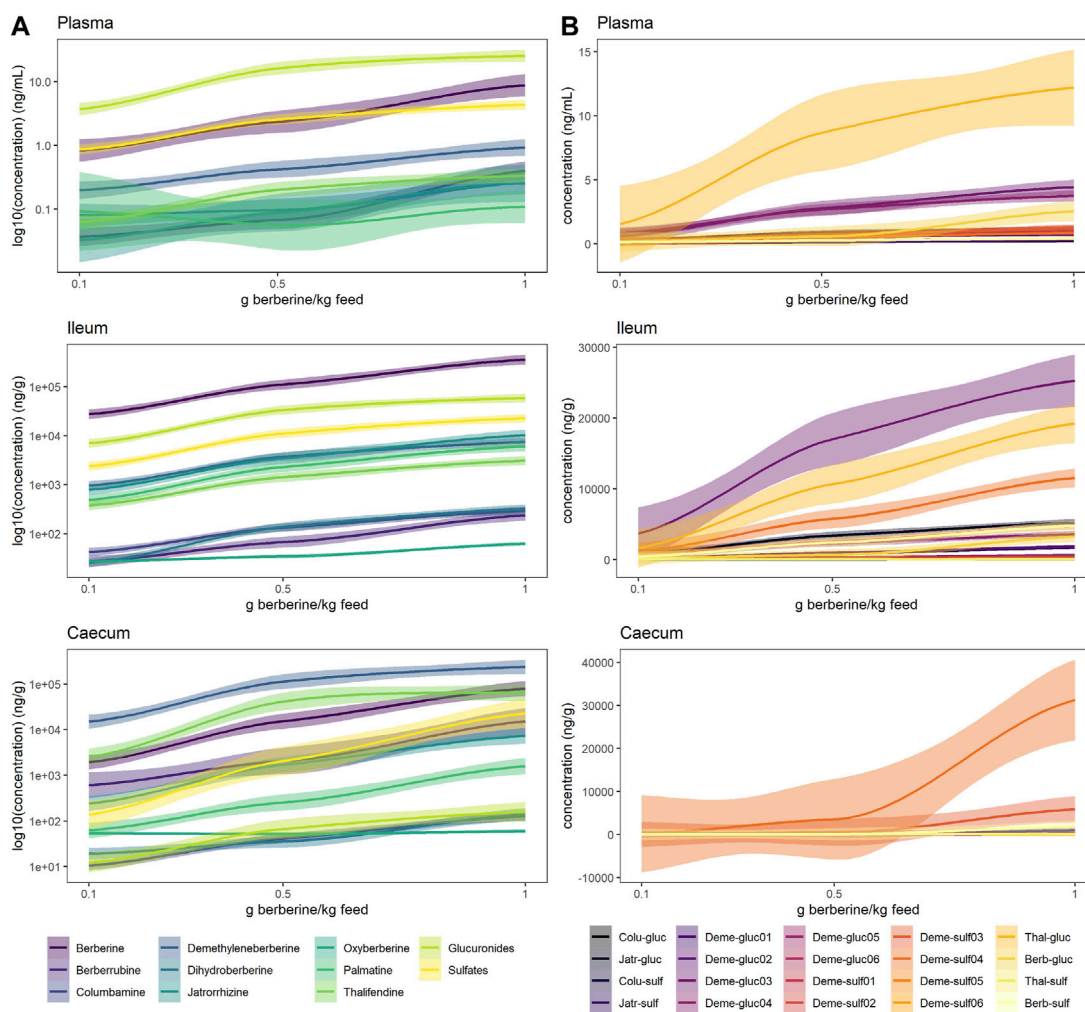 A
Plasma
log10(concentration) (ng/mL)
10.0
1.0
0.1
0.1
0.5
1
g berberine/kg feed
Ileum
log10(concentration) (ng/g)
1e+05
1e+04
1e+03
1e+02
0.1
0.5
1
g berberine/kg feed
Caecum
log10(concentration) (ng/g)
1e+05
1e+04
1e+03
1e+02
1e+01
0.1
0.5
1
g berberine/kg feed
Berberine
Demethyleneberberine
Oxyberberine
Glucuronides
Berberrubine
Dihydroberberine
Palmatine
Sulfates
Columbamine
Jatrorrhizine
Thalifendine
B
Plasma
concentration (ng/mL)
15
10
5
0
0.1
0.5
1
g berberine/kg feed
Ileum
concentration (ng/g)
30000
20000
10000
0
0.1
0.5
1
g berberine/kg feed
Caecum
concentration (ng/g)
40000
30000
20000
10000
0
-10000
0.1
0.5
1
g berberine/kg feed
Colu-gluc
Deme-gluc01
Deme-gluc05
Deme-sulf03
Thal-gluc
Jatr-gluc
Deme-gluc02
Deme-gluc06
Deme-sulf04
Berb-gluc
Colu-sulf
Deme-gluc03
Deme-sulf01
Deme-sulf05
Thal-sulf
Jatr-sulf
Deme-gluc04
Deme-sulf02
Deme-sulf06
Berb-sulf